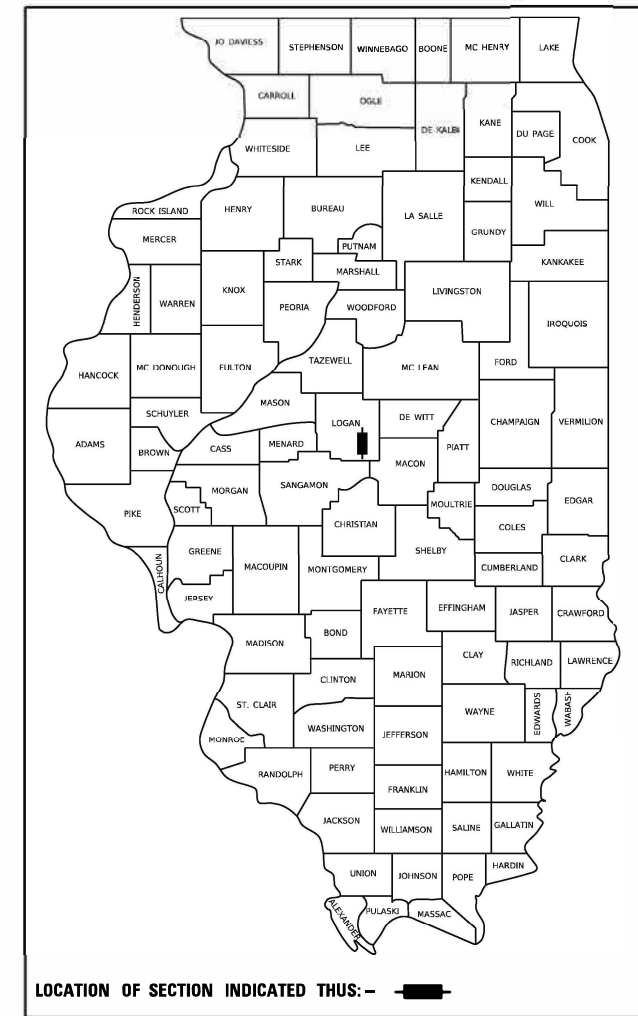 JO DAVIESS
STEPHENSON
WINNEBAGO
BOONE
MC HENRY
LAKE
CARROLL
OGLE
DE KALB
KANE
DU PAGE
COOK
WHITESIDE
LEE
KENDALL
WILL
ROCK ISLAND
HENRY
BUREAU
LA SALLE
GRUNDY
MERCER
PUTNAM
KANKAKEE
STARK
MARSHALL
HENDERSON
WARREN
KNOX
PEORIA
WOODFORD
LIVINGSTON
IROQUOIS
HANCOCK
MC DONOUGH
FULTON
TAZEWELL
MC LEAN
FORD
MASON
SCHUYLER
LOGAN
DE WITT
CHAMPAIGN
VERMILION
ADAMS
BROWN
CASS
MENARD
PIATT
MACON
MORGAN
SANGAMON
DOUGLAS
PIKE
SCOTT
CHRISTIAN
MOULTRIE
EDGAR
COLES
GREENE
SHELBY
CALHOUN
MACOUPIN
MONTGOMERY
CUMBERLAND
CLARK
JERSEY
FAYETTE
EFFINGHAM
JASPER
CRAWFORD
MADISON
BOND
CLAY
RICHLAND
LAWRENCE
CLINTON
MARION
ST. CLAIR
WAYNE
EDWARDS
WABASH
WASHINGTON
JEFFERSON
MONROE
RANDOLPH
PERRY
HAMILTON
WHITE
FRANKLIN
JACKSON
WILLIAMSON
SALINE
GALLATIN
UNION
JOHNSON
POPE
HARDIN
ALEXANDER
PULASKI
MASSAC
LOCATION OF SECTION INDICATED THUS: –